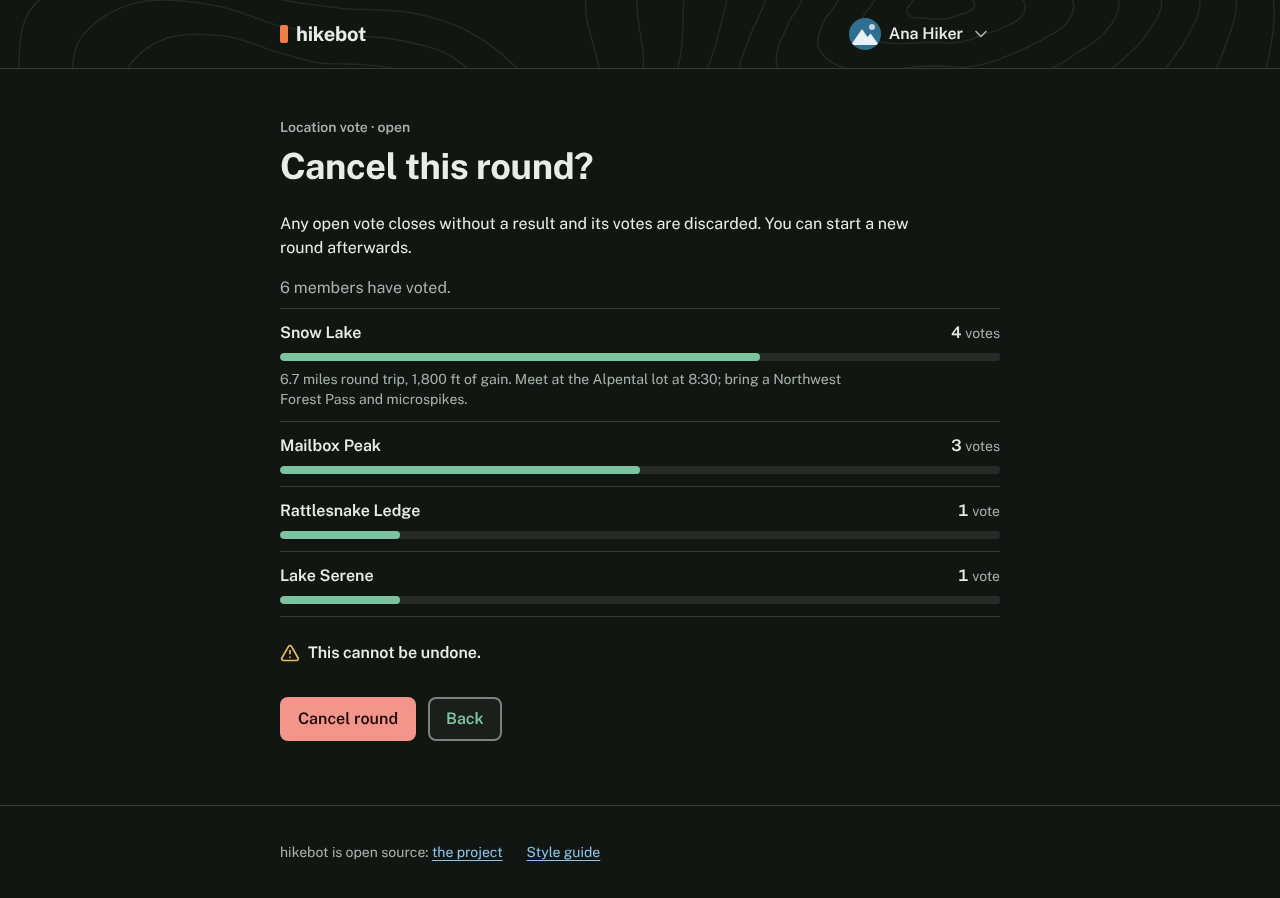 hikebot
Ana Hiker
Location vote · open
Cancel this round?
Any open vote closes without a result and its votes are discarded. You can start a new
round afterwards.
6 members have voted.
Snow Lake
4 votes
6.7 miles round trip, 1,800 ft of gain. Meet at the Alpental lot at 8:30; bring a Northwest
Forest Pass and microspikes.
Mailbox Peak
3 votes
Rattlesnake Ledge
1 vote
Lake Serene
1 vote
This cannot be undone.
Cancel round
Back
hikebot is open source: the project
Style guide